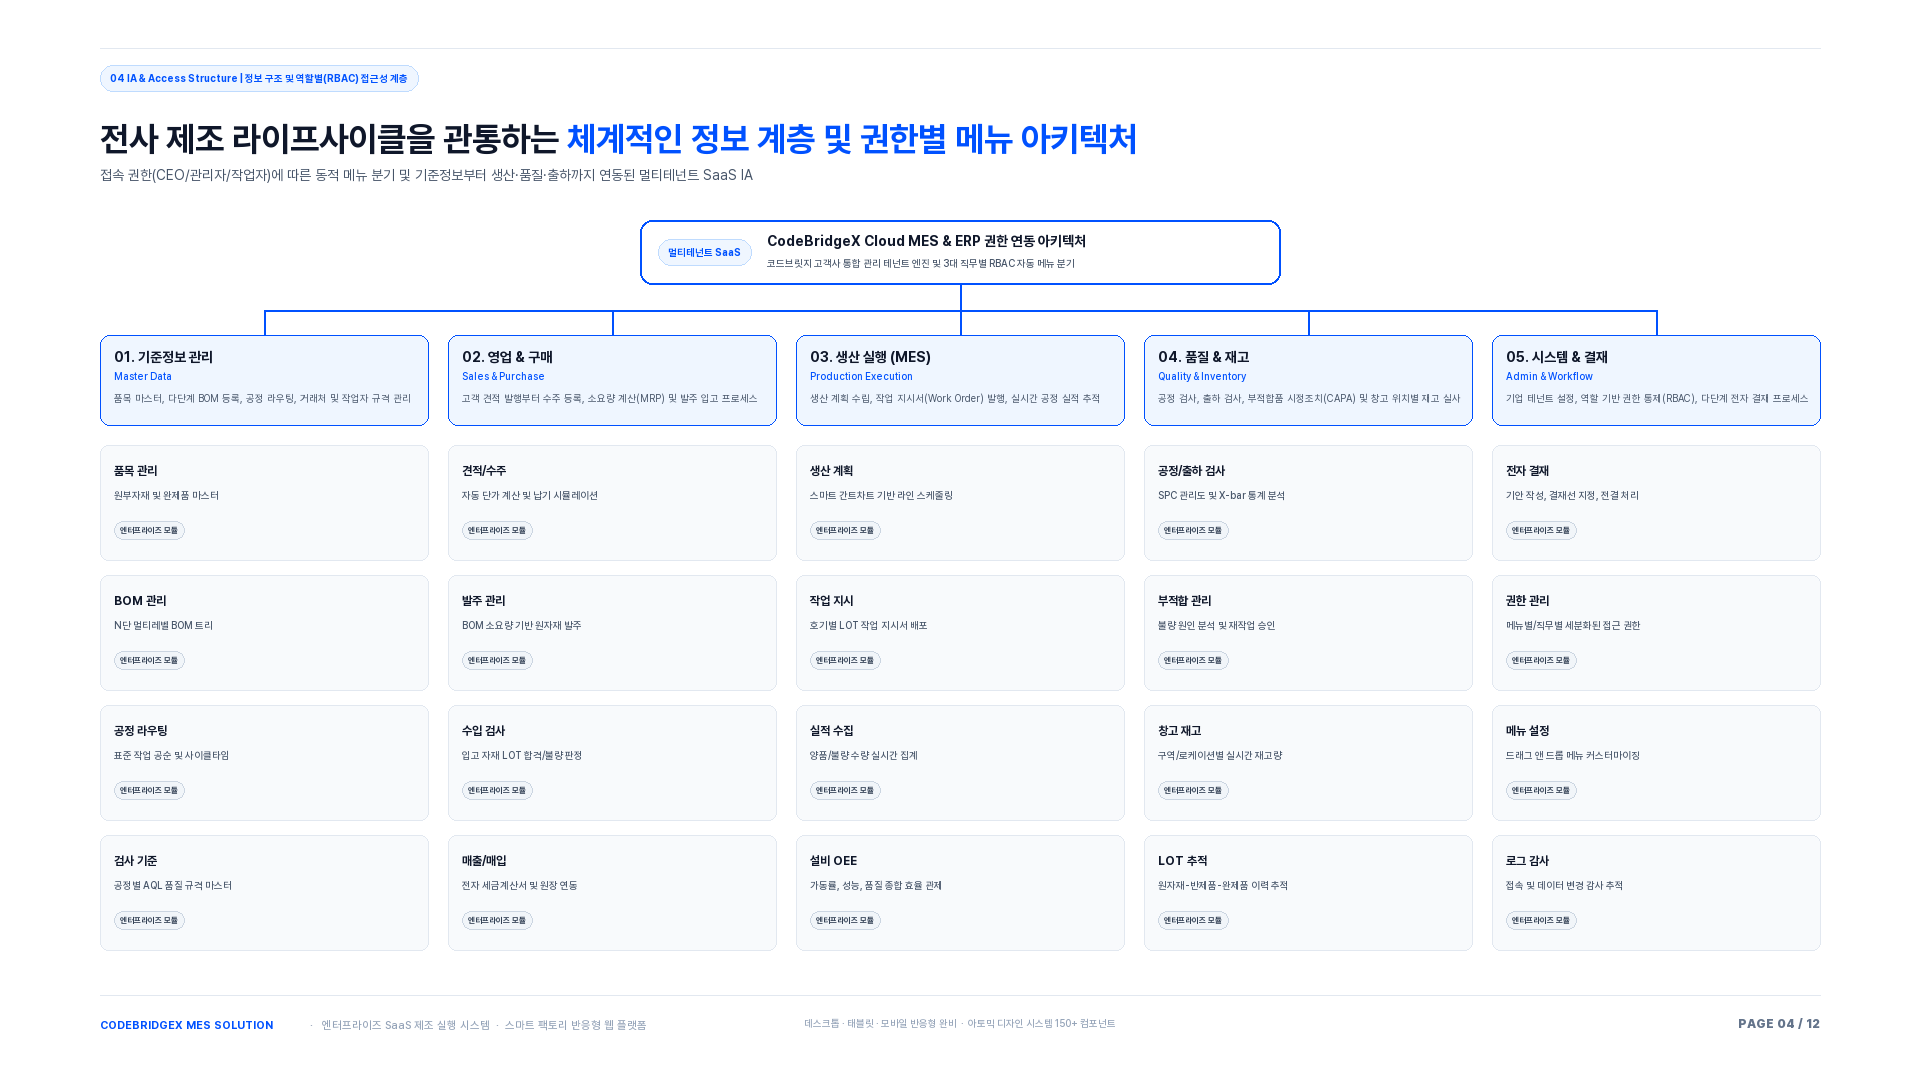 04 IA & Access Structure | 정보 구조 및 역할별(RBAC) 접근성 계층
전사 제조 라이프사이클을 관통하는 체계적인 정보 계층 및 권한별 메뉴 아키텍처
접속 권한(CEO/관리자/작업자)에 따른 동적 메뉴 분기 및 기준정보부터 생산·품질·출하까지 연동된 멀티테넌트 SaaS IA
멀티테넌트 SaaS
CodeBridgeX Cloud MES & ERP 권한 연동 아키텍처
코드브릿지 고객사 통합 관리 테넌트 엔진 및 3대 직무별 RBAC 자동 메뉴 분기
01. 기준정보 관리
Master Data
품목 마스터, 다단계 BOM 등록, 공정 라우팅, 거래처 및 작업자 규격 관리
품목 관리
원부자재 및 완제품 마스터
엔터프라이즈 모듈
BOM 관리
N단 멀티레벨 BOM 트리
엔터프라이즈 모듈
공정 라우팅
표준 작업 공순 및 사이클타임
엔터프라이즈 모듈
검사 기준
공정별 AQL 품질 규격 마스터
엔터프라이즈 모듈
02. 영업 & 구매
Sales & Purchase
고객 견적 발행부터 수주 등록, 소요량 계산(MRP) 및 발주 입고 프로세스
견적/수주
자동 단가 계산 및 납기 시뮬레이션
엔터프라이즈 모듈
발주 관리
BOM 소요량 기반 원자재 발주
엔터프라이즈 모듈
수입 검사
입고 자재 LOT 합격/불량 판정
엔터프라이즈 모듈
매출/매입
전자 세금계산서 및 원장 연동
엔터프라이즈 모듈
03. 생산 실행 (MES)
Production Execution
생산 계획 수립, 작업 지시서(Work Order) 발행, 실시간 공정 실적 추적
생산 계획
스마트 간트차트 기반 라인 스케줄링
엔터프라이즈 모듈
작업 지시
호기별 LOT 작업 지시서 배포
엔터프라이즈 모듈
실적 수집
양품/불량 수량 실시간 집계
엔터프라이즈 모듈
설비 OEE
가동률, 성능, 품질 종합 효율 관제
엔터프라이즈 모듈
04. 품질 & 재고
Quality & Inventory
공정 검사, 출하 검사, 부적합품 시정조치(CAPA) 및 창고 위치별 재고 실사
공정/출하 검사
SPC 관리도 및 X-bar 통계 분석
엔터프라이즈 모듈
부적합 관리
불량 원인 분석 및 재작업 승인
엔터프라이즈 모듈
창고 재고
구역/로케이션별 실시간 재고량
엔터프라이즈 모듈
LOT 추적
원자재-반제품-완제품 이력 추적
엔터프라이즈 모듈
05. 시스템 & 결재
Admin & Workflow
기업 테넌트 설정, 역할 기반 권한 통제(RBAC), 다단계 전자 결재 프로세스
전자 결재
기안 작성, 결재선 지정, 전결 처리
엔터프라이즈 모듈
권한 관리
메뉴별/직무별 세분화된 접근 권한
엔터프라이즈 모듈
메뉴 설정
드래그 앤 드롭 메뉴 커스터마이징
엔터프라이즈 모듈
로그 감사
접속 및 데이터 변경 감사 추적
엔터프라이즈 모듈
CODEBRIDGEX MES SOLUTION · 엔터프라이즈 SaaS 제조 실행 시스템 · 스마트 팩토리 반응형 웹 플랫폼
데스크톱 · 태블릿 · 모바일 반응형 완비 · 아토믹 디자인 시스템 150+ 컴포넌트
PAGE 04 / 12